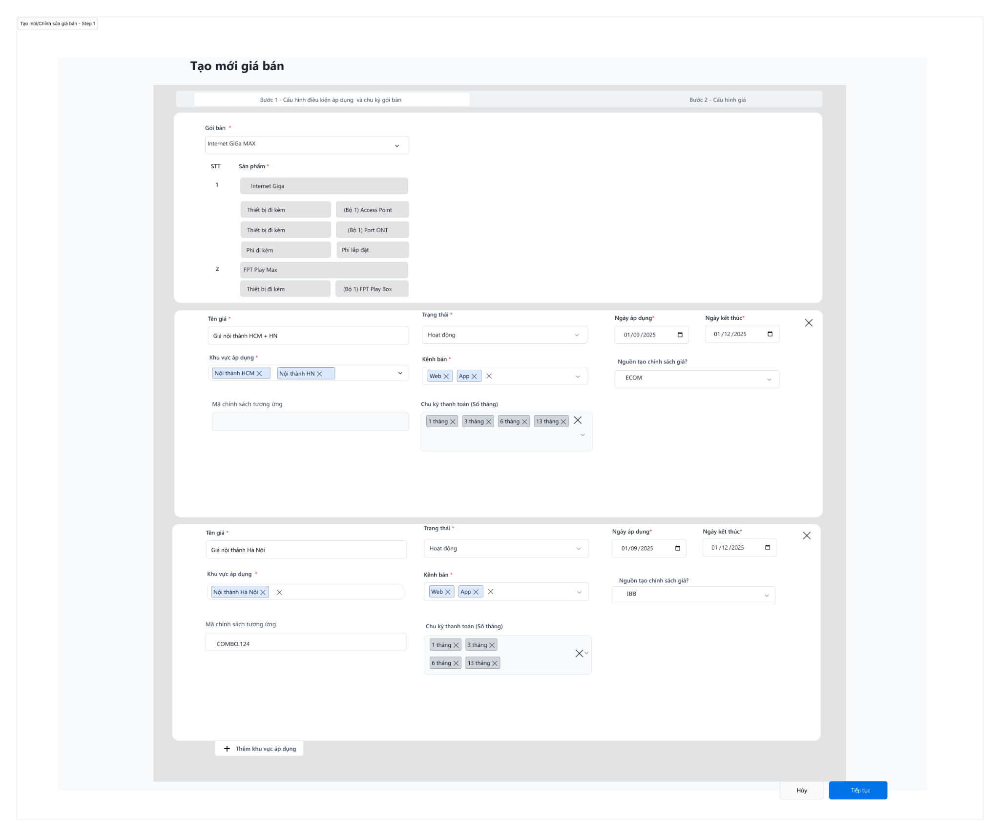 Tạo mới/Chỉnh sửa giá bán - Step 1
Tạo mới giá bán
Bước 1 - Cấu hình điều kiện áp dụng và chu kỳ gói bán
Bước 2 - Cấu hình giá
Gói bán *
Internet GiGa MAX
STT Sản phẩm *
1 Internet Giga
Thiết bị đi kèm (Bộ 1) Access Point
Thiết bị đi kèm (Bộ 1) Port ONT
Phí đi kèm Phí lắp đặt
2 FPT Play Max
Thiết bị đi kèm (Bộ 1) FPT Play Box
Tên giá * Trạng thái * Ngày áp dụng* Ngày kết thúc*
Giá nội thành HCM + HN Hoạt động 01/09/2025 01/12/2025
Khu vực áp dụng * Kênh bán * Nguồn tạo chính sách giá?
Nội thành HCM Nội thành HN Web App ECOM
Mã chính sách tương ứng Chu kỳ thanh toán (Số tháng)
1 tháng 3 tháng 6 tháng 13 tháng
Tên giá * Trạng thái * Ngày áp dụng* Ngày kết thúc*
Giá nội thành Hà Nội Hoạt động 01/09/2025 01/12/2025
Khu vực áp dụng * Kênh bán * Nguồn tạo chính sách giá?
Nội thành Hà Nội Web App IBB
Mã chính sách tương ứng Chu kỳ thanh toán (Số tháng)
COMBO.124 1 tháng 3 tháng
6 tháng 13 tháng
Thêm khu vực áp dụng
Hủy Tiếp tục